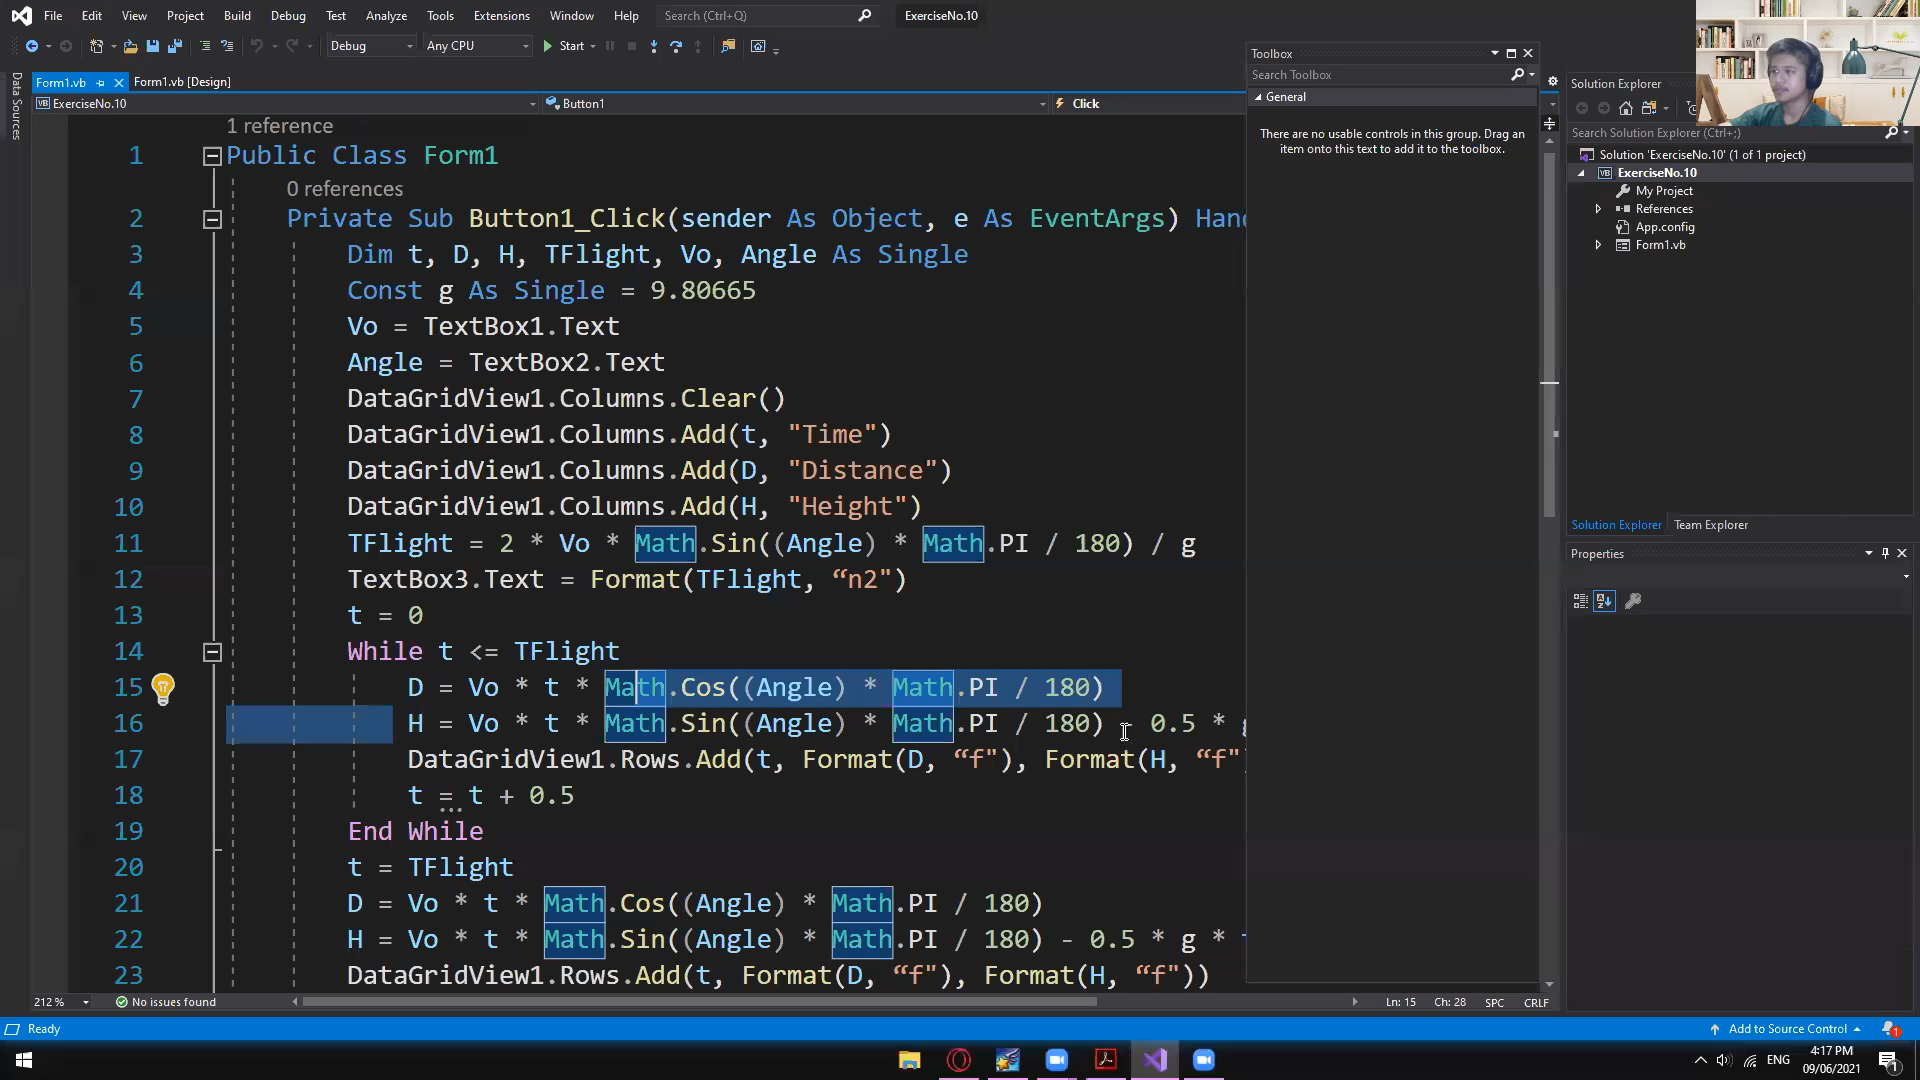 File Edit View Project Build Debug Test Analyze Tools Extensions Window Help Search (Ctrl+Q) ExerciseNo.10
Debug Any CPU Start
Form1.vb Form1.vb [Design]
Data Sources
ExerciseNo.10 Button1 Click
1 reference
1 Public Class Form1
0 references
2 Private Sub Button1_Click(sender As Object, e As EventArgs) Hand
3 Dim t, D, H, TFlight, Vo, Angle As Single
4 Const g As Single = 9.80665
5 Vo = TextBox1.Text
6 Angle = TextBox2.Text
7 DataGridView1.Columns.Clear()
8 DataGridView1.Columns.Add(t, "Time")
9 DataGridView1.Columns.Add(D, "Distance")
10 DataGridView1.Columns.Add(H, "Height")
11 TFlight = 2 * Vo * Math.Sin((Angle) * Math.PI / 180) / g
12 TextBox3.Text = Format(TFlight, “n2")
13 t = 0
14 While t <= TFlight
15 D = Vo * t * Math.Cos((Angle) * Math.PI / 180)
16 H = Vo * t * Math.Sin((Angle) * Math.PI / 180) - 0.5 * g
17 DataGridView1.Rows.Add(t, Format(D, “f"), Format(H, “f")
18 t = t + 0.5
19 End While
20 t = TFlight
21 D = Vo * t * Math.Cos((Angle) * Math.PI / 180)
22 H = Vo * t * Math.Sin((Angle) * Math.PI / 180) - 0.5 * g * t
23 DataGridView1.Rows.Add(t, Format(D, “f"), Format(H, “f"))
212 % No issues found Ln: 15 Ch: 28 SPC CRLF
Toolbox
Search Toolbox
General
There are no usable controls in this group. Drag an
item onto this text to add it to the toolbox.
Solution Explorer
Search Solution Explorer (Ctrl+;)
Solution 'ExerciseNo.10' (1 of 1 project)
VB ExerciseNo.10
My Project
References
App.config
Form1.vb
Solution Explorer Team Explorer
Properties
Ready Add to Source Control 1
ENG 4:17 PM
09/06/2021 1